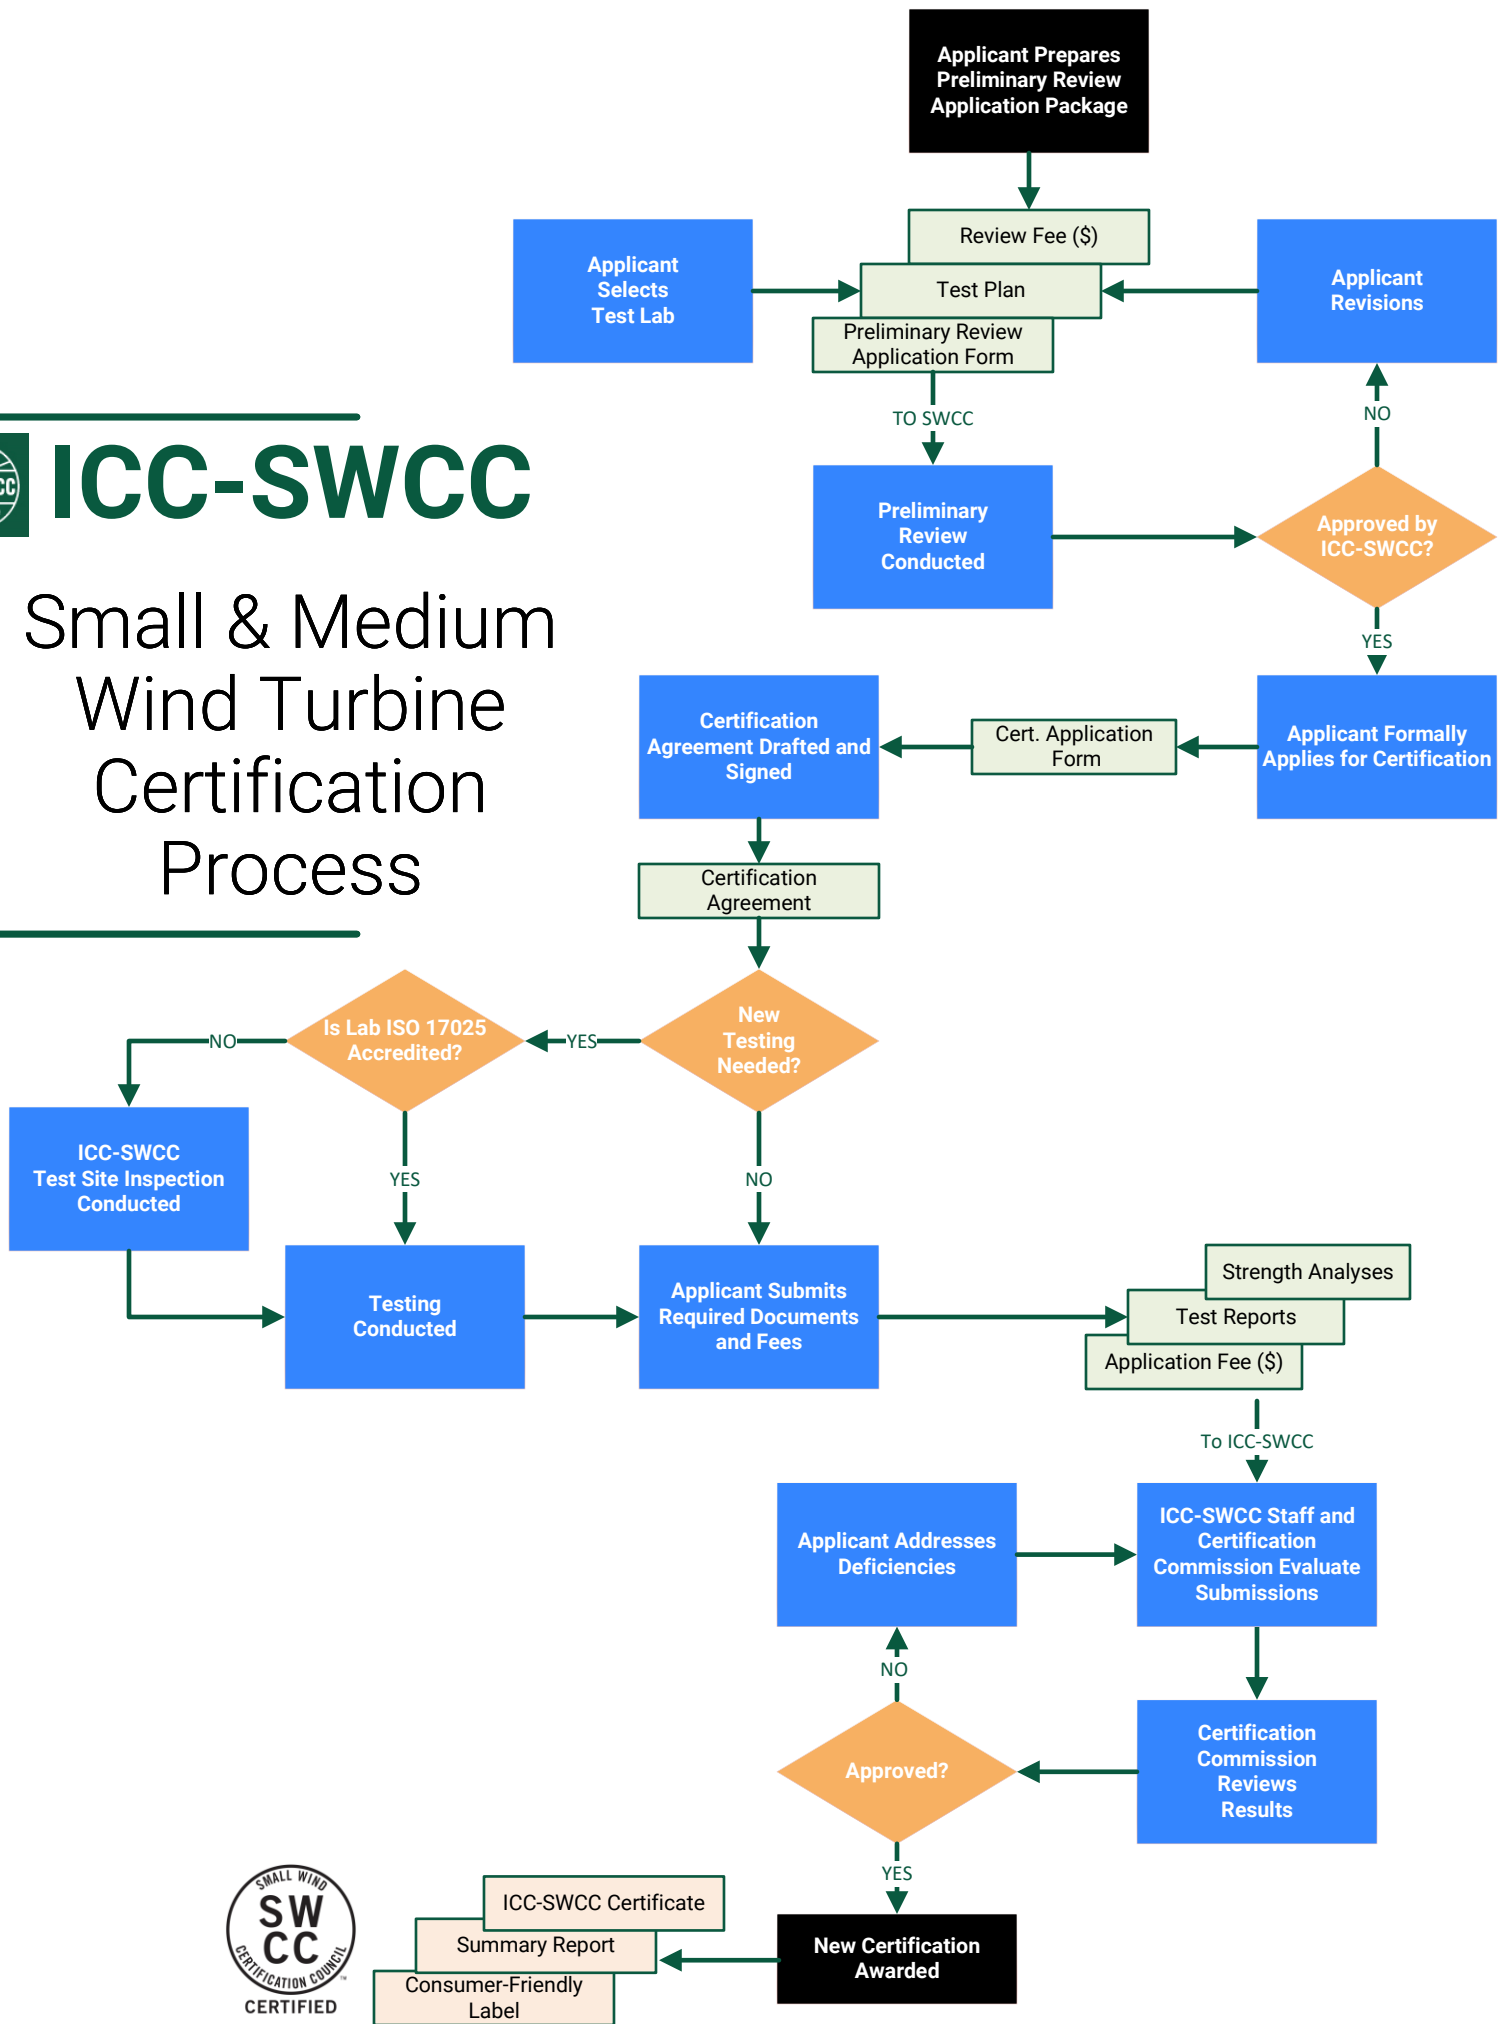 Applicant Prepares
Preliminary Review
Application Package
Review Fee ($)
Applicant
Selects
Test Lab
Test Plan
Applicant
Revisions
Preliminary Review
Application Form
TO SWCC
NO
ICC-SWCC
Preliminary
Review
Conducted
Approved by
ICC-SWCC?
Small & Medium
Wind Turbine
Certification
Process
YES
Certification
Agreement Drafted and
Signed
Cert. Application
Form
Applicant Formally
Applies for Certification
Certification
Agreement
Is Lab ISO 17025
Accredited?
NO
YES
New
Testing
Needed?
ICC-SWCC
Test Site Inspection
Conducted
YES
NO
Testing
Conducted
Applicant Submits
Required Documents
and Fees
Strength Analyses
Test Reports
Application Fee ($)
To ICC-SWCC
Applicant Addresses
Deficiencies
ICC-SWCC Staff and
Certification
Commission Evaluate
Submissions
NO
Approved?
Certification
Commission
Reviews
Results
YES
SMALL WIND
SW
CC
CERTIFICATION COUNCIL
™
CERTIFIED
ICC-SWCC Certificate
Summary Report
Consumer-Friendly
Label
New Certification
Awarded